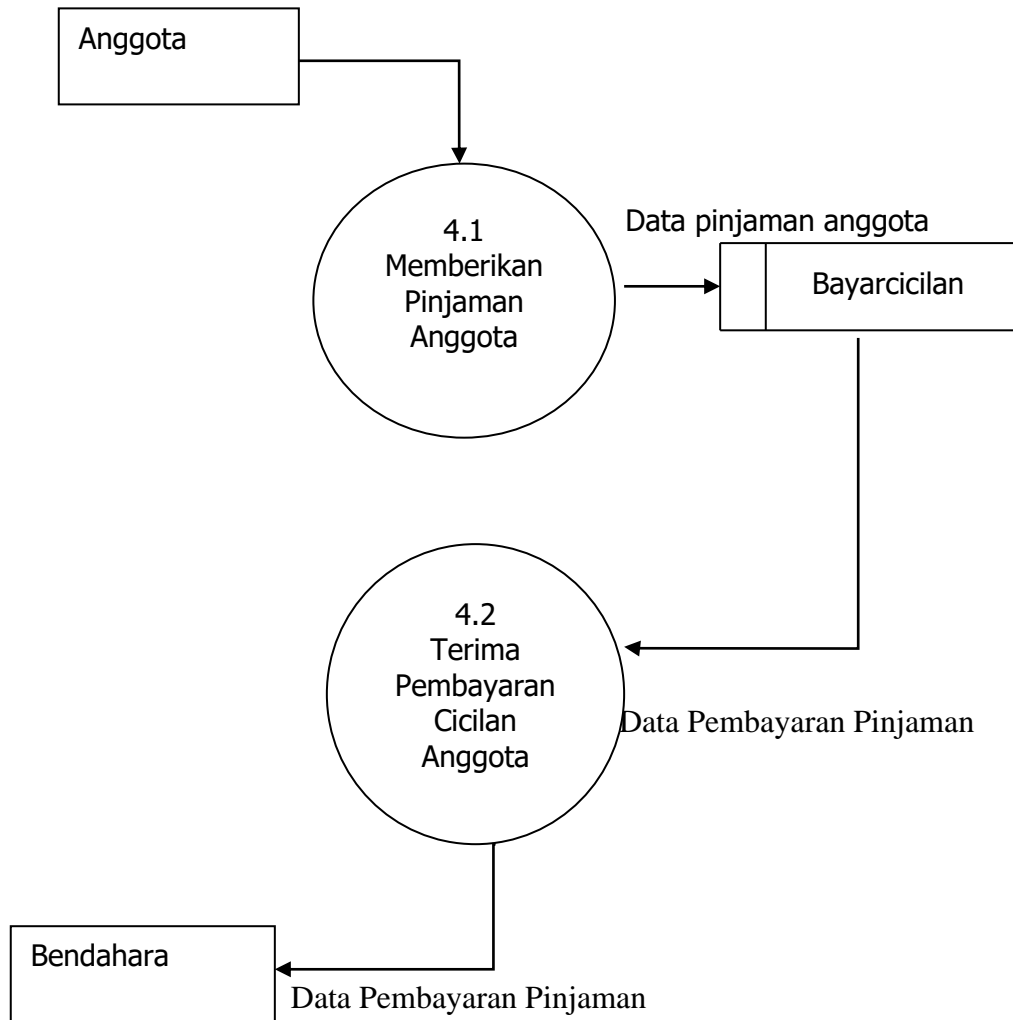 Anggota
4.1
Memberikan
Pinjaman
Anggota
Data pinjaman anggota
Bayarcicilan
4.2
Terima
Pembayaran
Cicilan
Anggota
Data Pembayaran Pinjaman
Bendahara
Data Pembayaran Pinjaman